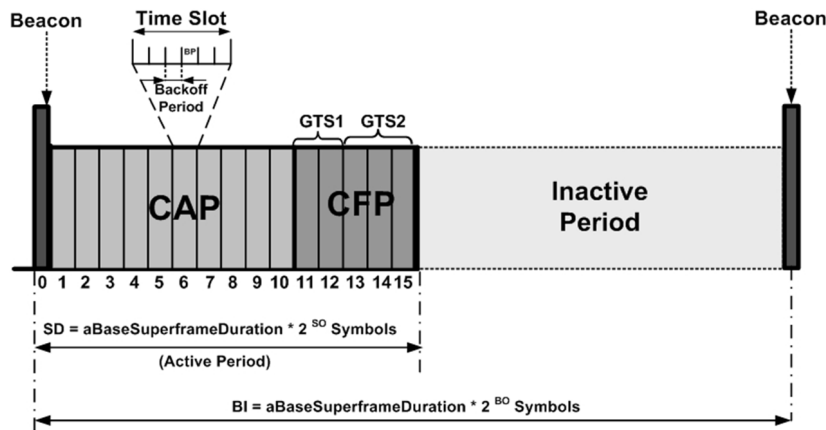 Beacon
Time Slot
Beacon
BP
Backoff
Period
GTS1 GTS2
CAP
CFP
Inactive
Period
0 1 2 3 4 5 6 7 8 9 10 11 12 13 14 15
SD = aBaseSuperframeDuration * 2 SO Symbols
(Active Period)
BI = aBaseSuperframeDuration * 2 BO Symbols